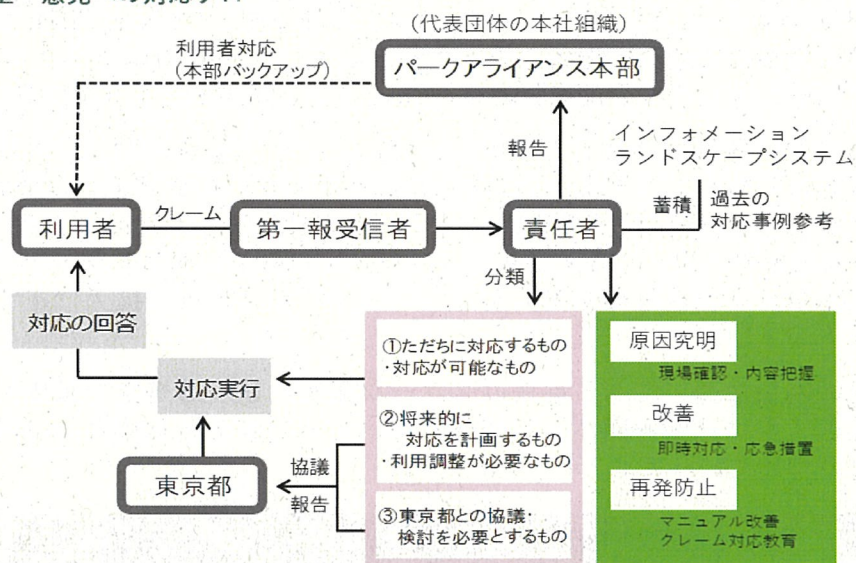 (代表団体の本社組織)
利用者対応
(本部バックアップ)
パークアライアンス本部
報告
インフォメーション
ランドスケープシステム
蓄積
過去の
対応事例参考
利用者
クレーム
第一報受信者
責任者
分類
対応の回答
対応実行
東京都
協議
報告
①ただちに対応するもの
・対応が可能なもの
②将来的に
対応を計画するもの
・利用調整が必要なもの
③東京都との協議・
検討を必要とするもの
原因究明
現場確認・内容把握
改善
即時対応・応急措置
再発防止
マニュアル改善
クレーム対応教育